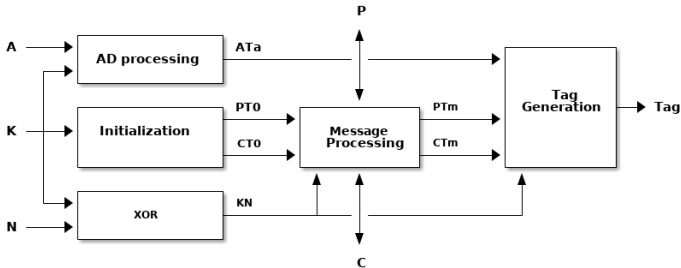 P
A
AD processing
ATa
K
Initialization
PT0
CT0
Message
Processing
PTm
CTm
Tag
Generation
Tag
N
XOR
KN
C